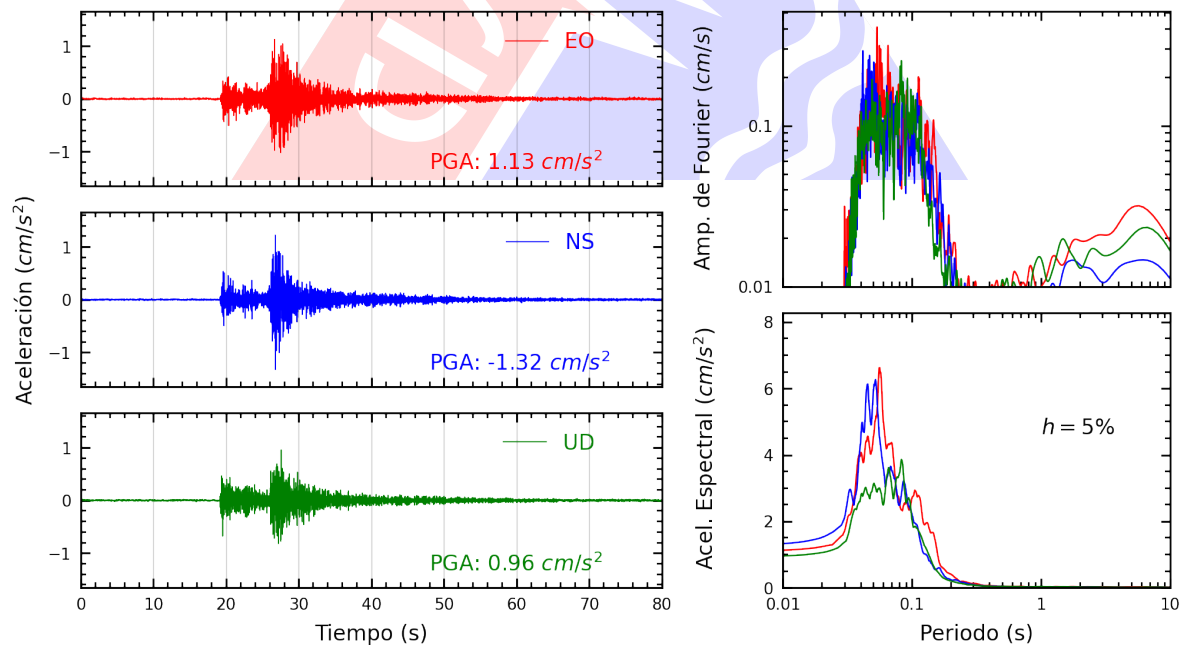 Aceleración (cm/s²)
1
0
−1
EO
PGA: 1.13 cm/s²
1
0
−1
NS
PGA: -1.32 cm/s²
1
0
−1
UD
PGA: 0.96 cm/s²
0 10 20 30 40 50 60 70 80
Tiempo (s)
Amp. de Fourier (cm/s)
0.1
0.01
Acel. Espectral (cm/s²)
8
6
4
2
0
h = 5%
0.01 0.1 1 10
Periodo (s)